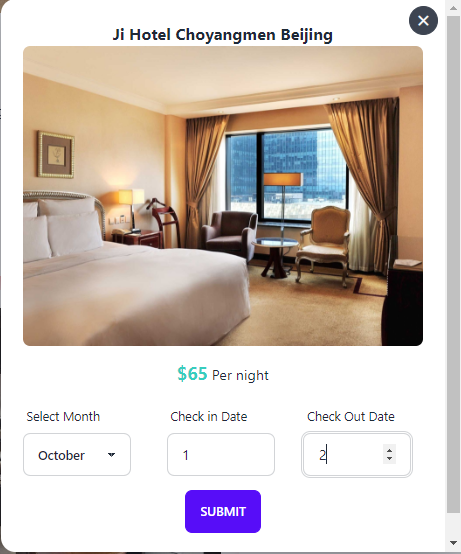 Ji Hotel Choyangmen Beijing
$65 Per night
Select Month Check in Date Check Out Date
October 1 2
SUBMIT